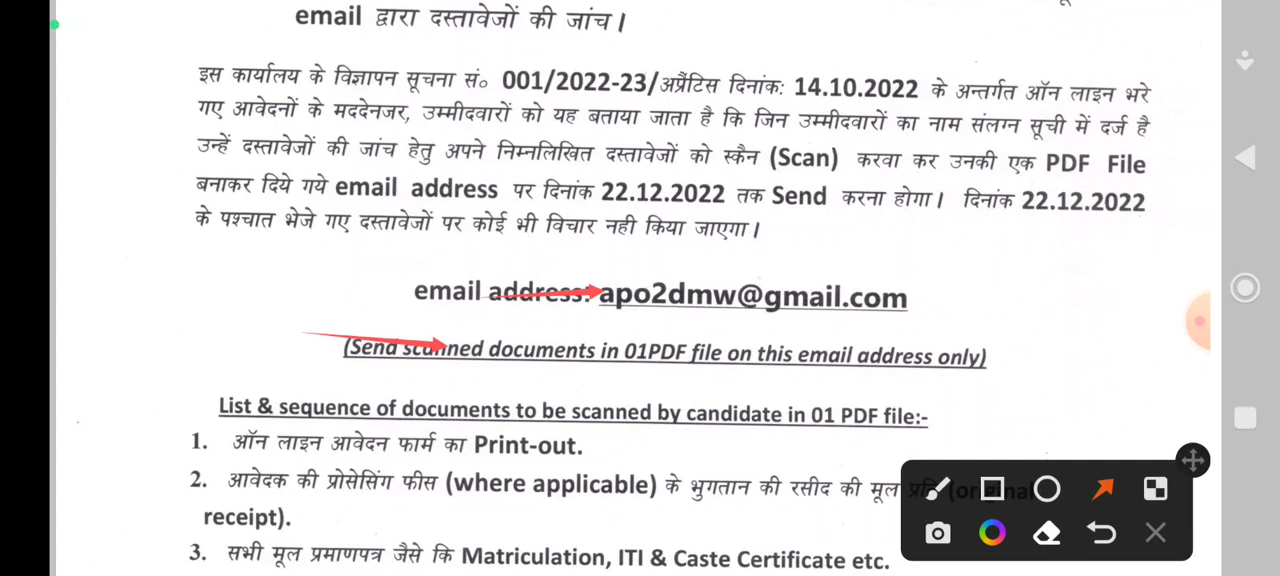 email द्वारा दस्तावेजों की जांच।
इस कार्यालय के विज्ञापन सूचना सं० 001/2022-23/अप्रैंटिस दिनांकः 14.10.2022 के अन्तर्गत ऑन लाइन भरे
गए आवेदनों के मददेनजर, उम्मीदवारों को यह बताया जाता है कि जिन उम्मीदवारों का नाम संलग्न सूची में दर्ज है
उन्हें दस्तावेजों की जांच हेतु अपने निम्नलिखित दस्तावेजों को स्कैन (Scan) करवा कर उनकी एक PDF File
बनाकर दिये गये email address पर दिनांक 22.12.2022 तक Send करना होगा। दिनांक 22.12.2022
के पश्चात भेजे गए दस्तावेजों पर कोई भी विचार नही किया जाएगा।
email address: apo2dmw@gmail.com
(Send scanned documents in 01PDF file on this email address only)
List & sequence of documents to be scanned by candidate in 01 PDF file:-
1. ऑन लाइन आवेदन फार्म का Print-out.
2. आवेदक की प्रोसेसिंग फीस (where applicable) के भुगतान की रसीद की मूल प्रति (original
receipt).
3. सभी मूल प्रमाणपत्र जैसे कि Matriculation, ITI & Caste Certificate etc.